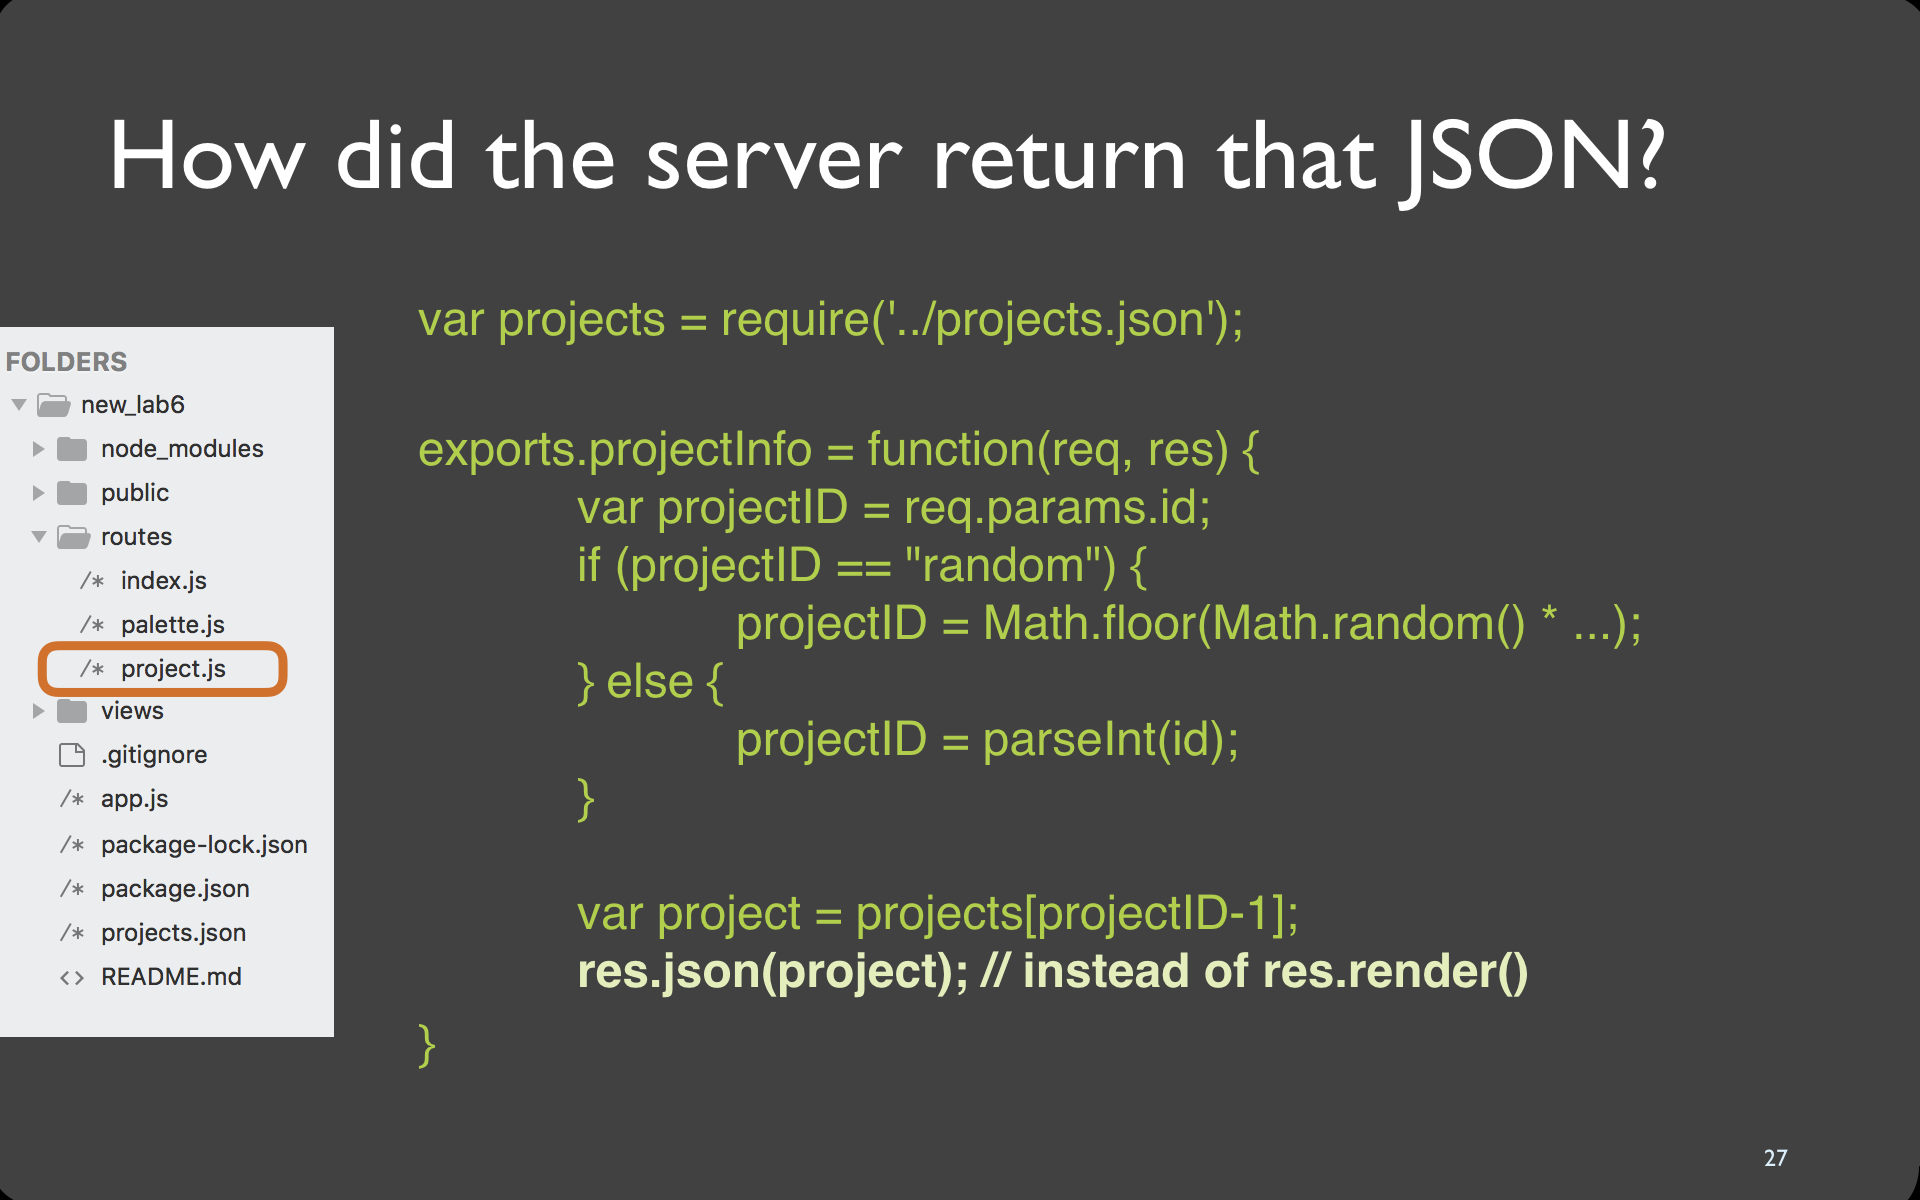 How did the server return that JSON?
FOLDERS
new_lab6
node_modules
public
routes
/* index.js
/* palette.js
/* project.js
views
.gitignore
/* app.js
/* package-lock.json
/* package.json
/* projects.json
<> README.md
var projects = require('../projects.json');
exports.projectInfo = function(req, res) {
var projectID = req.params.id;
if (projectID == "random") {
projectID = Math.floor(Math.random() * ...);
} else {
projectID = parseInt(id);
}
var project = projects[projectID-1];
res.json(project); // instead of res.render()
}
27